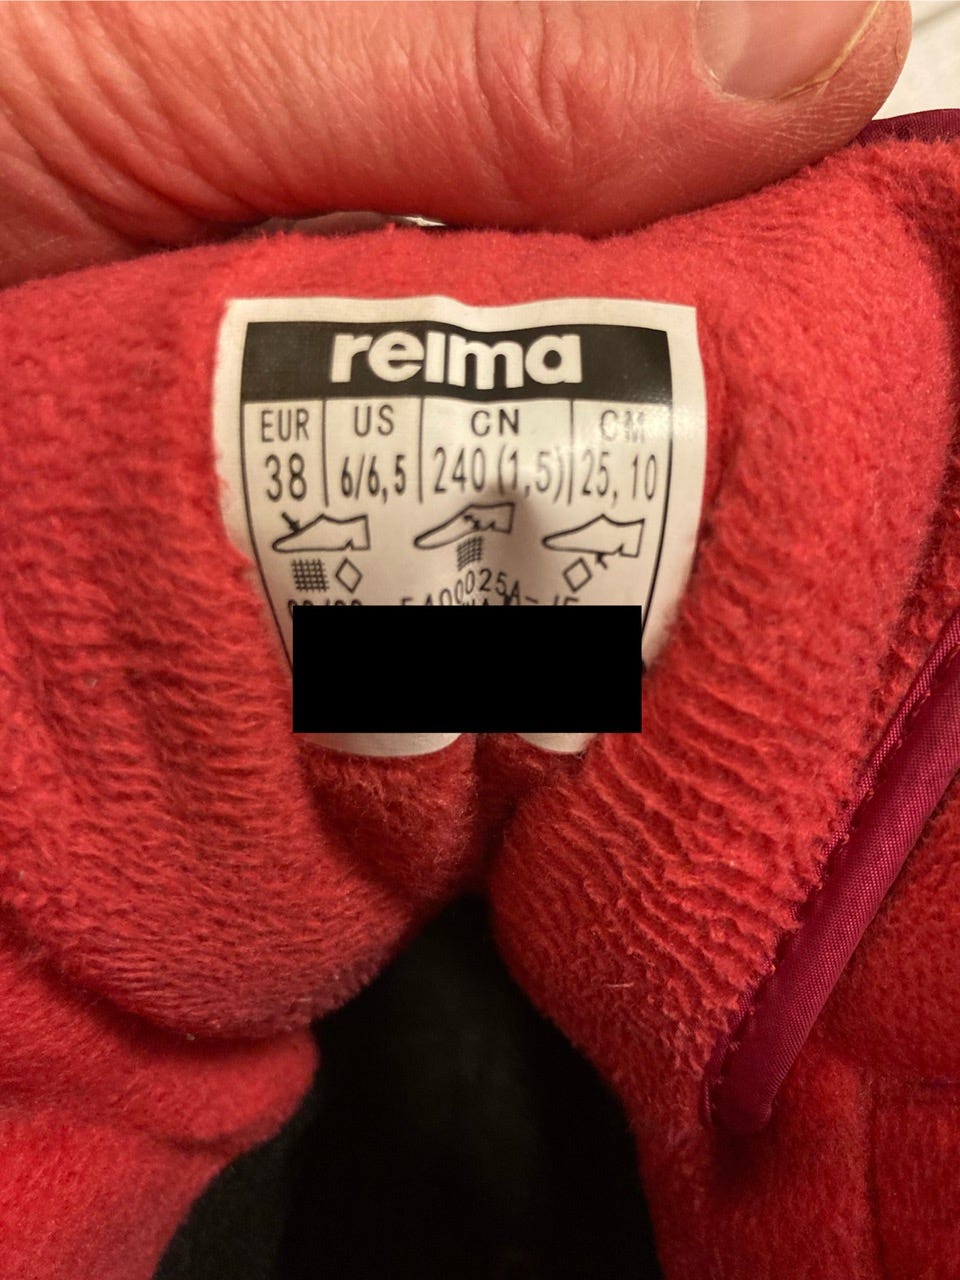 reima
EUR US CN CM
38 6/6,5 240 (1,5) 25,10